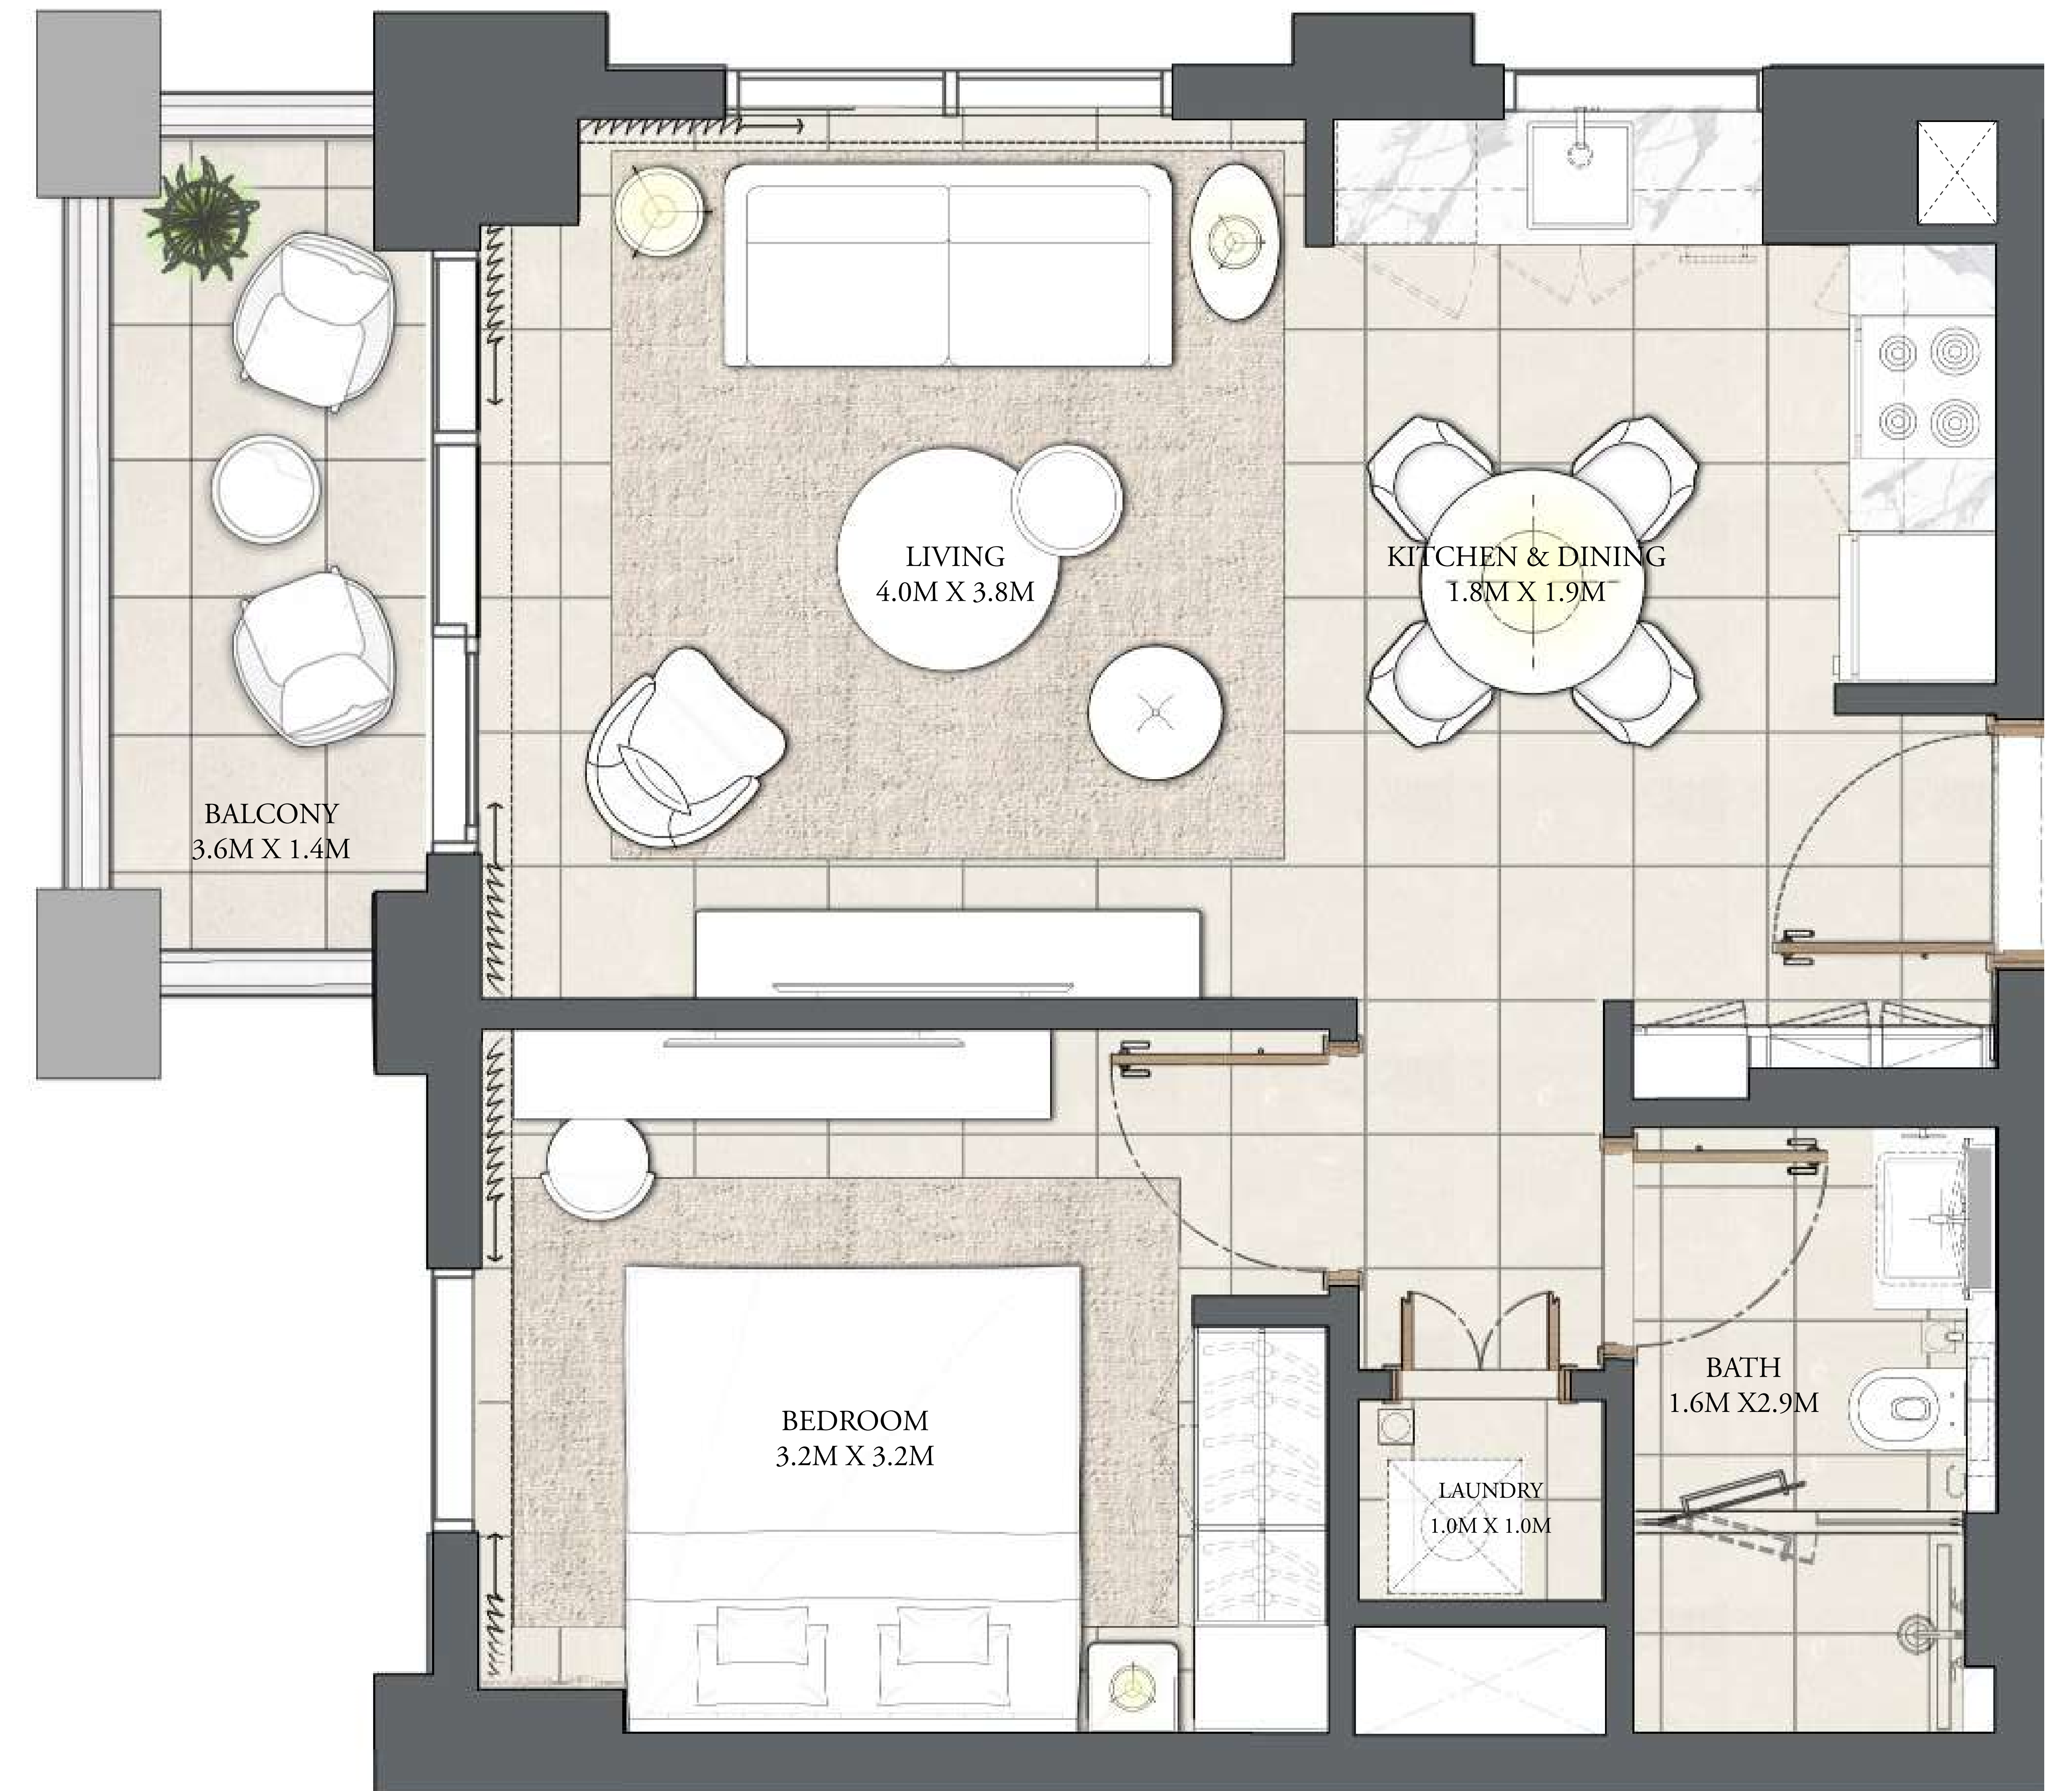 LIVING
4.0M X 3.8M
KITCHEN & DINING
1.8M X 1.9M
BALCONY
3.6M X 1.4M
BATH
1.6M X2.9M
BEDROOM
3.2M X 3.2M
LAUNDRY
1.0M X 1.0M